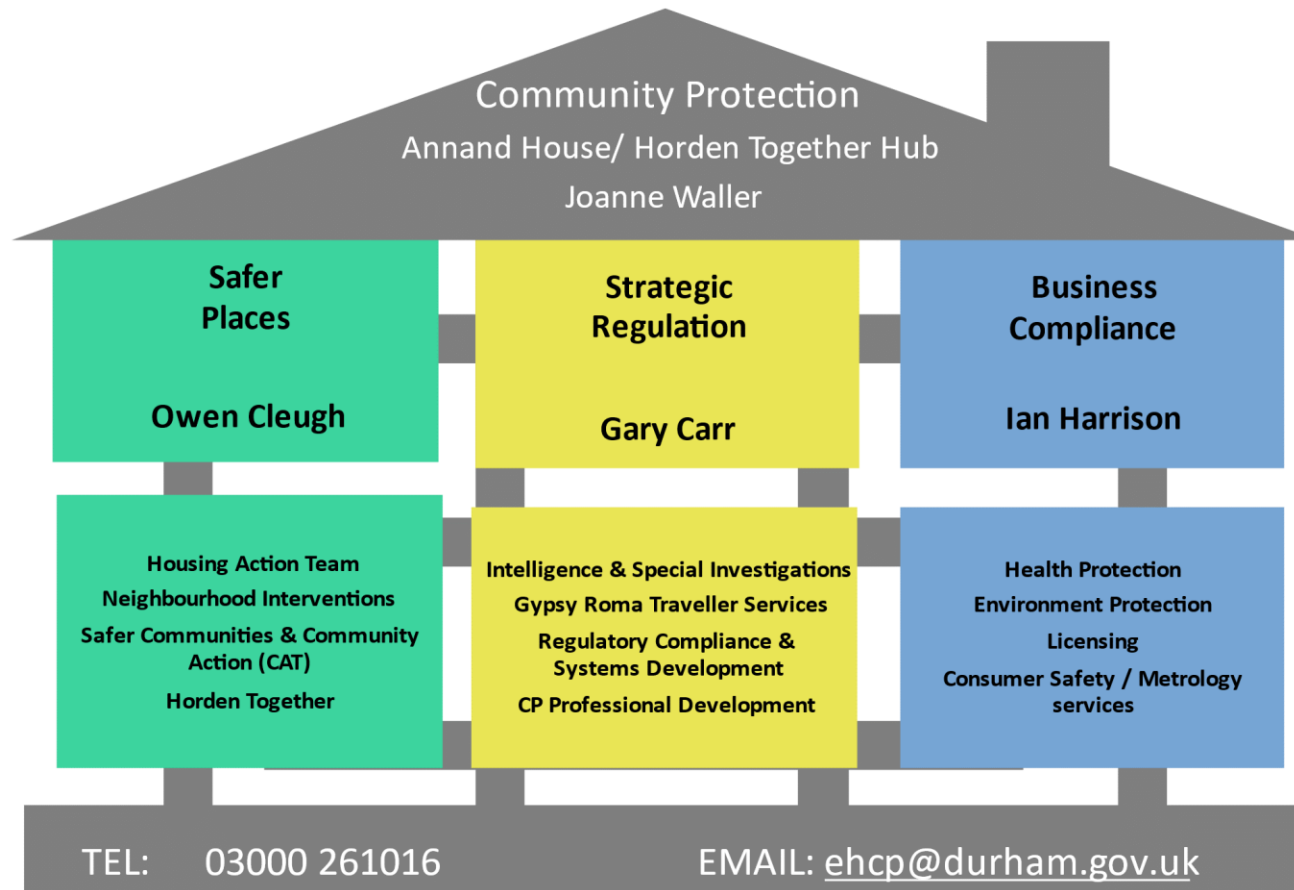 Community Protection
Annand House/ Horden Together Hub
Joanne Waller
Safer
Places
Owen Cleugh
Strategic
Regulation
Gary Carr
Business
Compliance
Ian Harrison
Housing Action Team
Neighbourhood Interventions
Safer Communities & Community
Action (CAT)
Horden Together
Intelligence & Special Investigations
Gypsy Roma Traveller Services
Regulatory Compliance &
Systems Development
CP Professional Development
Health Protection
Environment Protection
Licensing
Consumer Safety / Metrology
services
TEL: 03000 261016
EMAIL: ehcp@durham.gov.uk